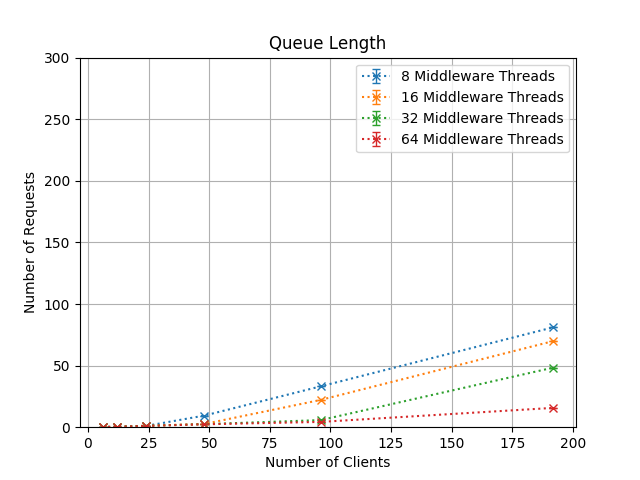 Queue Length
300
250
200
150
100
50
0
Number of Requests
8 Middleware Threads
16 Middleware Threads
32 Middleware Threads
64 Middleware Threads
0 25 50 75 100 125 150 175 200
Number of Clients